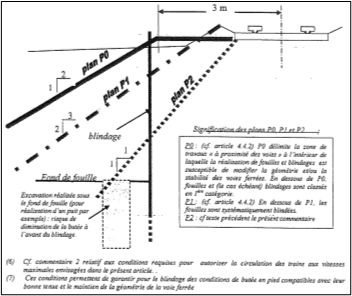 3 m
plan P0
2
1
plan P1
3
2
plan P2
1
1
blindage
Fond de fouille
Excavation réalisée sous
le fond de fouille (pour
réalisation d'un puit par
exemple) : risque de
diminution de la butée à
l'avant du blindage.
Signification des plans P0, P1 et P2
P0 : (cf. article 4.4.2) P0 délimite la zone de
travaux « à proximité des voies » à l'intérieur de
laquelle la réalisation de fouilles et blindages est
susceptible de modifier la géométrie et/ou la
stabilité des voies ferrées. En dessous de P0,
fouilles et (le cas échéant) blindages sont classés
en 1ère catégorie.
P1 : (cf. article 4.4.2) En dessous de P1, les
fouilles sont systématiquement blindées.
P2 : cf texte précédent le présent commentaire
(6) Cf. commentaire 2 relatif aux conditions requises pour autoriser la circulation des trains aux vitesses
maximales envisagées dans le présent article.
(7) Ces conditions permettent de garantir pour le blindage des conditions de butée en pied compatibles avec leur
bonne tenue et le maintien de la géométrie de la voie ferrée